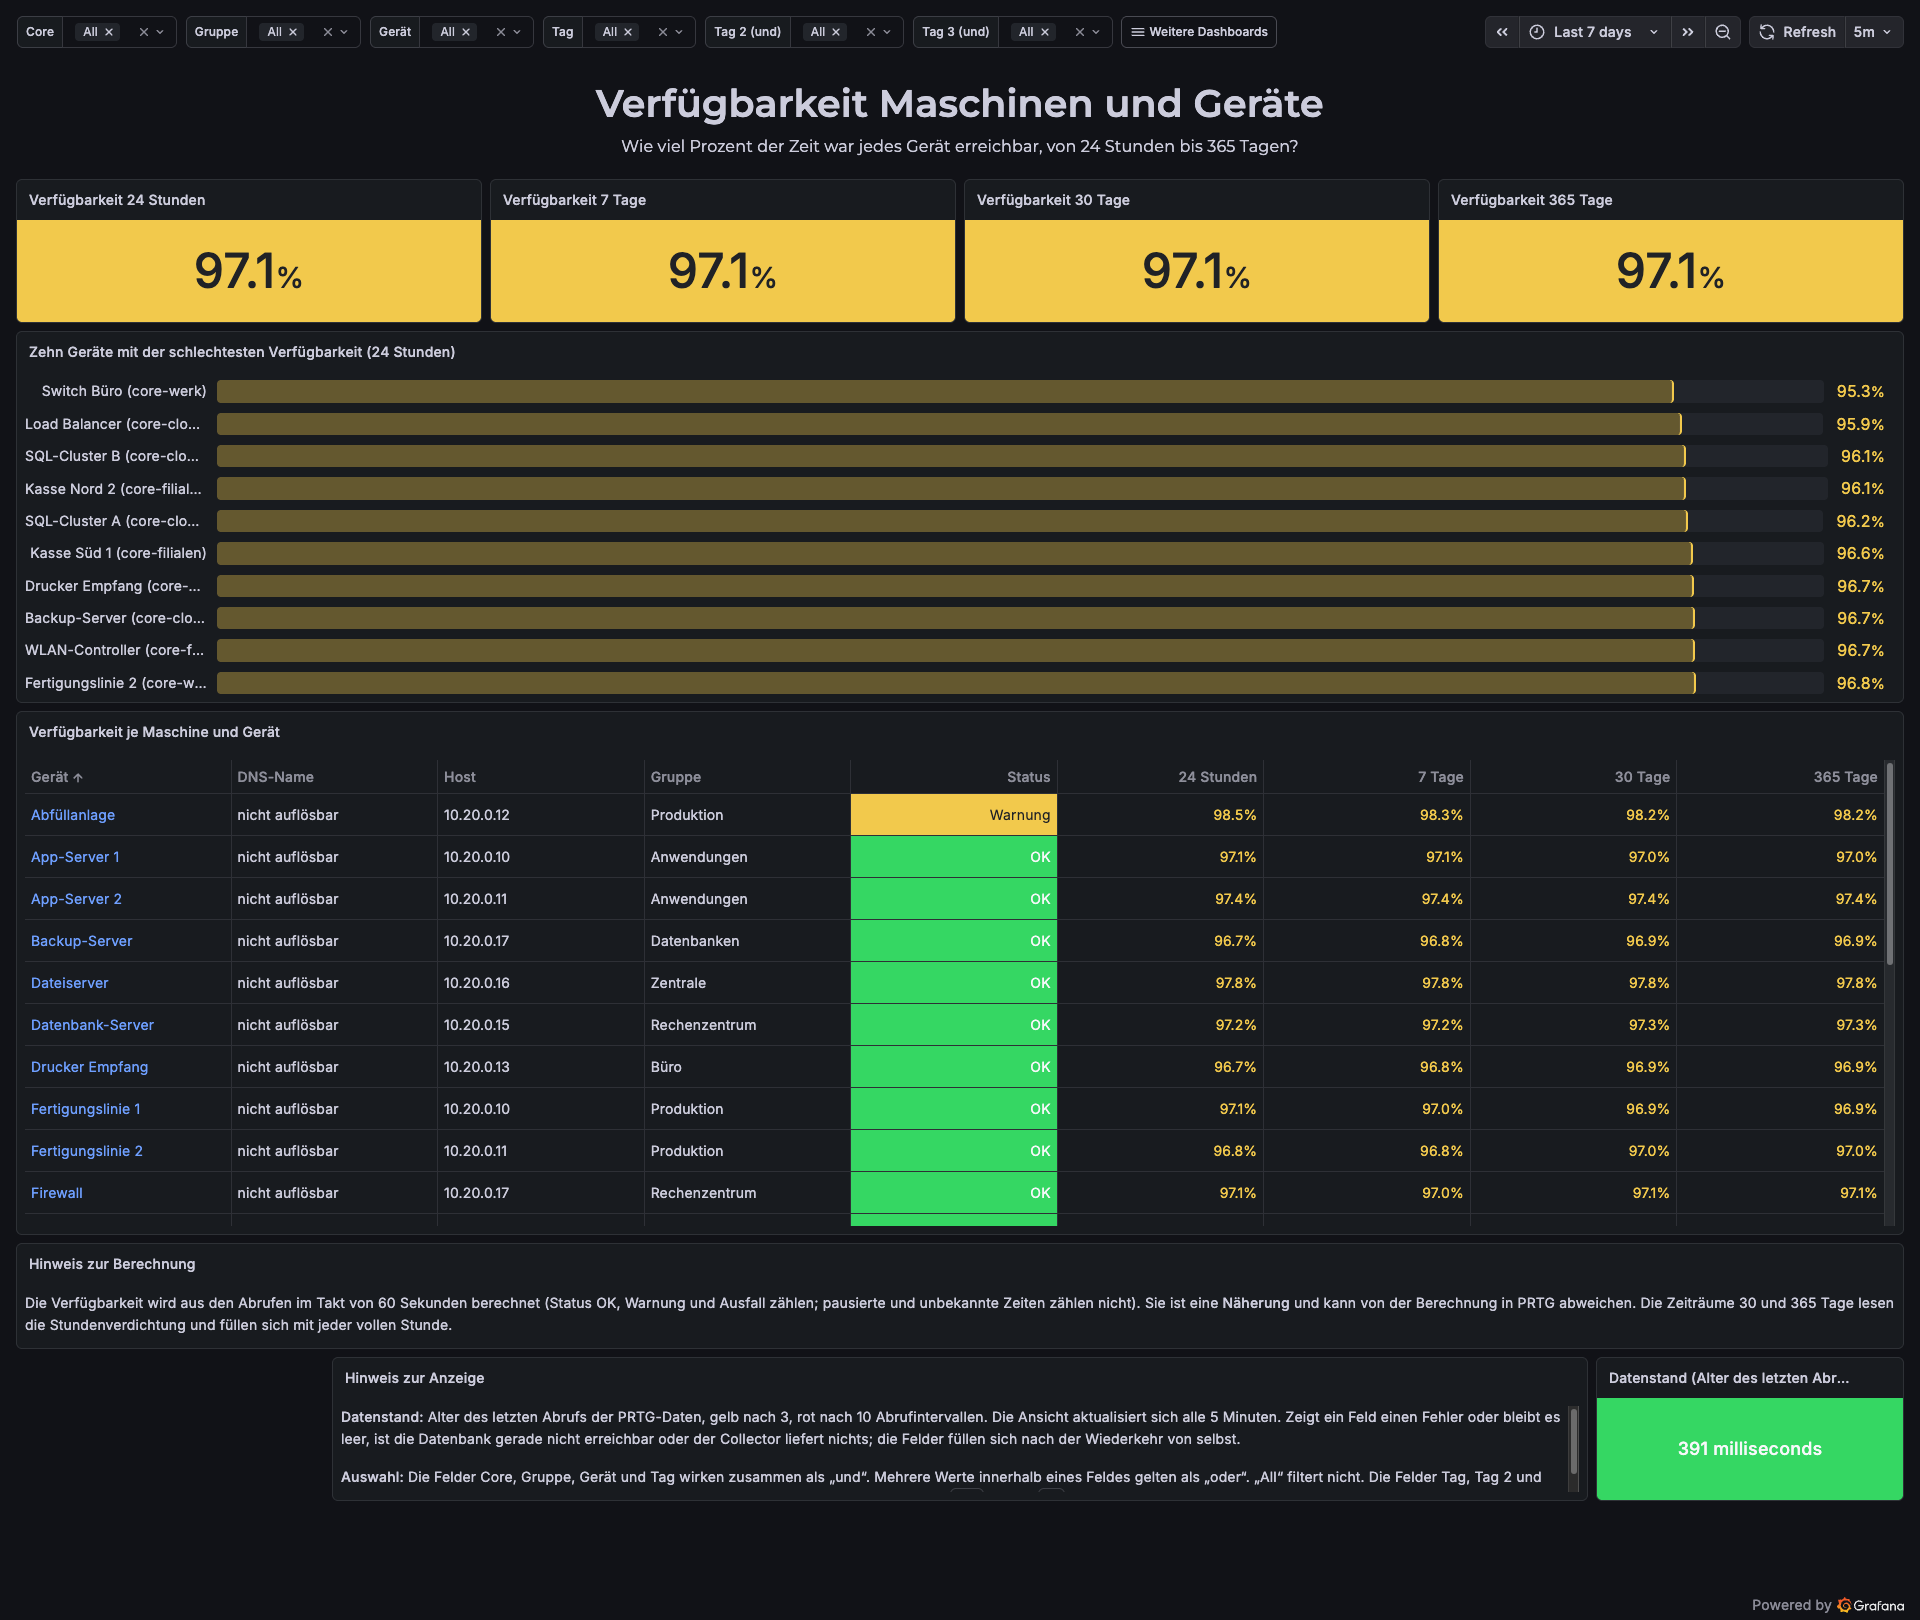 Core All × × Gruppe All × × Gerät All × × Tag All × × Tag 2 (und) All × × Tag 3 (und) All × × Weitere Dashboards Last 7 days Refresh 5m
Verfügbarkeit Maschinen und Geräte
Wie viel Prozent der Zeit war jedes Gerät erreichbar, von 24 Stunden bis 365 Tagen?
Verfügbarkeit 24 Stunden Verfügbarkeit 7 Tage Verfügbarkeit 30 Tage Verfügbarkeit 365 Tage
97.1% 97.1% 97.1% 97.1%
Zehn Geräte mit der schlechtesten Verfügbarkeit (24 Stunden)
Switch Büro (core-werk) 95.3%
Load Balancer (core-clo... 95.9%
SQL-Cluster B (core-clo... 96.1%
Kasse Nord 2 (core-filial... 96.1%
SQL-Cluster A (core-clo... 96.2%
Kasse Süd 1 (core-filialen) 96.6%
Drucker Empfang (core-... 96.7%
Backup-Server (core-clo... 96.7%
WLAN-Controller (core-f... 96.7%
Fertigungslinie 2 (core-w... 96.8%
Verfügbarkeit je Maschine und Gerät
Gerät ↑ DNS-Name Host Gruppe Status 24 Stunden 7 Tage 30 Tage 365 Tage
Abfüllanlage nicht auflösbar 10.20.0.12 Produktion Warnung 98.5% 98.3% 98.2% 98.2%
App-Server 1 nicht auflösbar 10.20.0.10 Anwendungen OK 97.1% 97.1% 97.0% 97.0%
App-Server 2 nicht auflösbar 10.20.0.11 Anwendungen OK 97.4% 97.4% 97.4% 97.4%
Backup-Server nicht auflösbar 10.20.0.17 Datenbanken OK 96.7% 96.8% 96.9% 96.9%
Dateiserver nicht auflösbar 10.20.0.16 Zentrale OK 97.8% 97.8% 97.8% 97.8%
Datenbank-Server nicht auflösbar 10.20.0.15 Rechenzentrum OK 97.2% 97.2% 97.3% 97.3%
Drucker Empfang nicht auflösbar 10.20.0.13 Büro OK 96.7% 96.8% 96.9% 96.9%
Fertigungslinie 1 nicht auflösbar 10.20.0.10 Produktion OK 97.1% 97.0% 96.9% 96.9%
Fertigungslinie 2 nicht auflösbar 10.20.0.11 Produktion OK 96.8% 96.8% 97.0% 97.0%
Firewall nicht auflösbar 10.20.0.17 Rechenzentrum OK 97.1% 97.0% 97.1% 97.1%
Hinweis zur Berechnung
Die Verfügbarkeit wird aus den Abrufen im Takt von 60 Sekunden berechnet (Status OK, Warnung und Ausfall zählen; pausierte und unbekannte Zeiten zählen nicht). Sie ist eine Näherung und kann von der Berechnung in PRTG abweichen. Die Zeiträume 30 und 365 Tage lesen
die Stundenverdichtung und füllen sich mit jeder vollen Stunde.
Hinweis zur Anzeige Datenstand (Alter des letzten Abr...
Datenstand: Alter des letzten Abrufs der PRTG-Daten, gelb nach 3, rot nach 10 Abrufintervallen. Die Ansicht aktualisiert sich alle 5 Minuten. Zeigt ein Feld einen Fehler oder bleibt es
leer, ist die Datenbank gerade nicht erreichbar oder der Collector liefert nichts; die Felder füllen sich nach der Wiederkehr von selbst.
391 milliseconds
Auswahl: Die Felder Core, Gruppe, Gerät und Tag wirken zusammen als „und“. Mehrere Werte innerhalb eines Feldes gelten als „oder“. „All“ filtert nicht. Die Felder Tag, Tag 2 und
Powered by Grafana